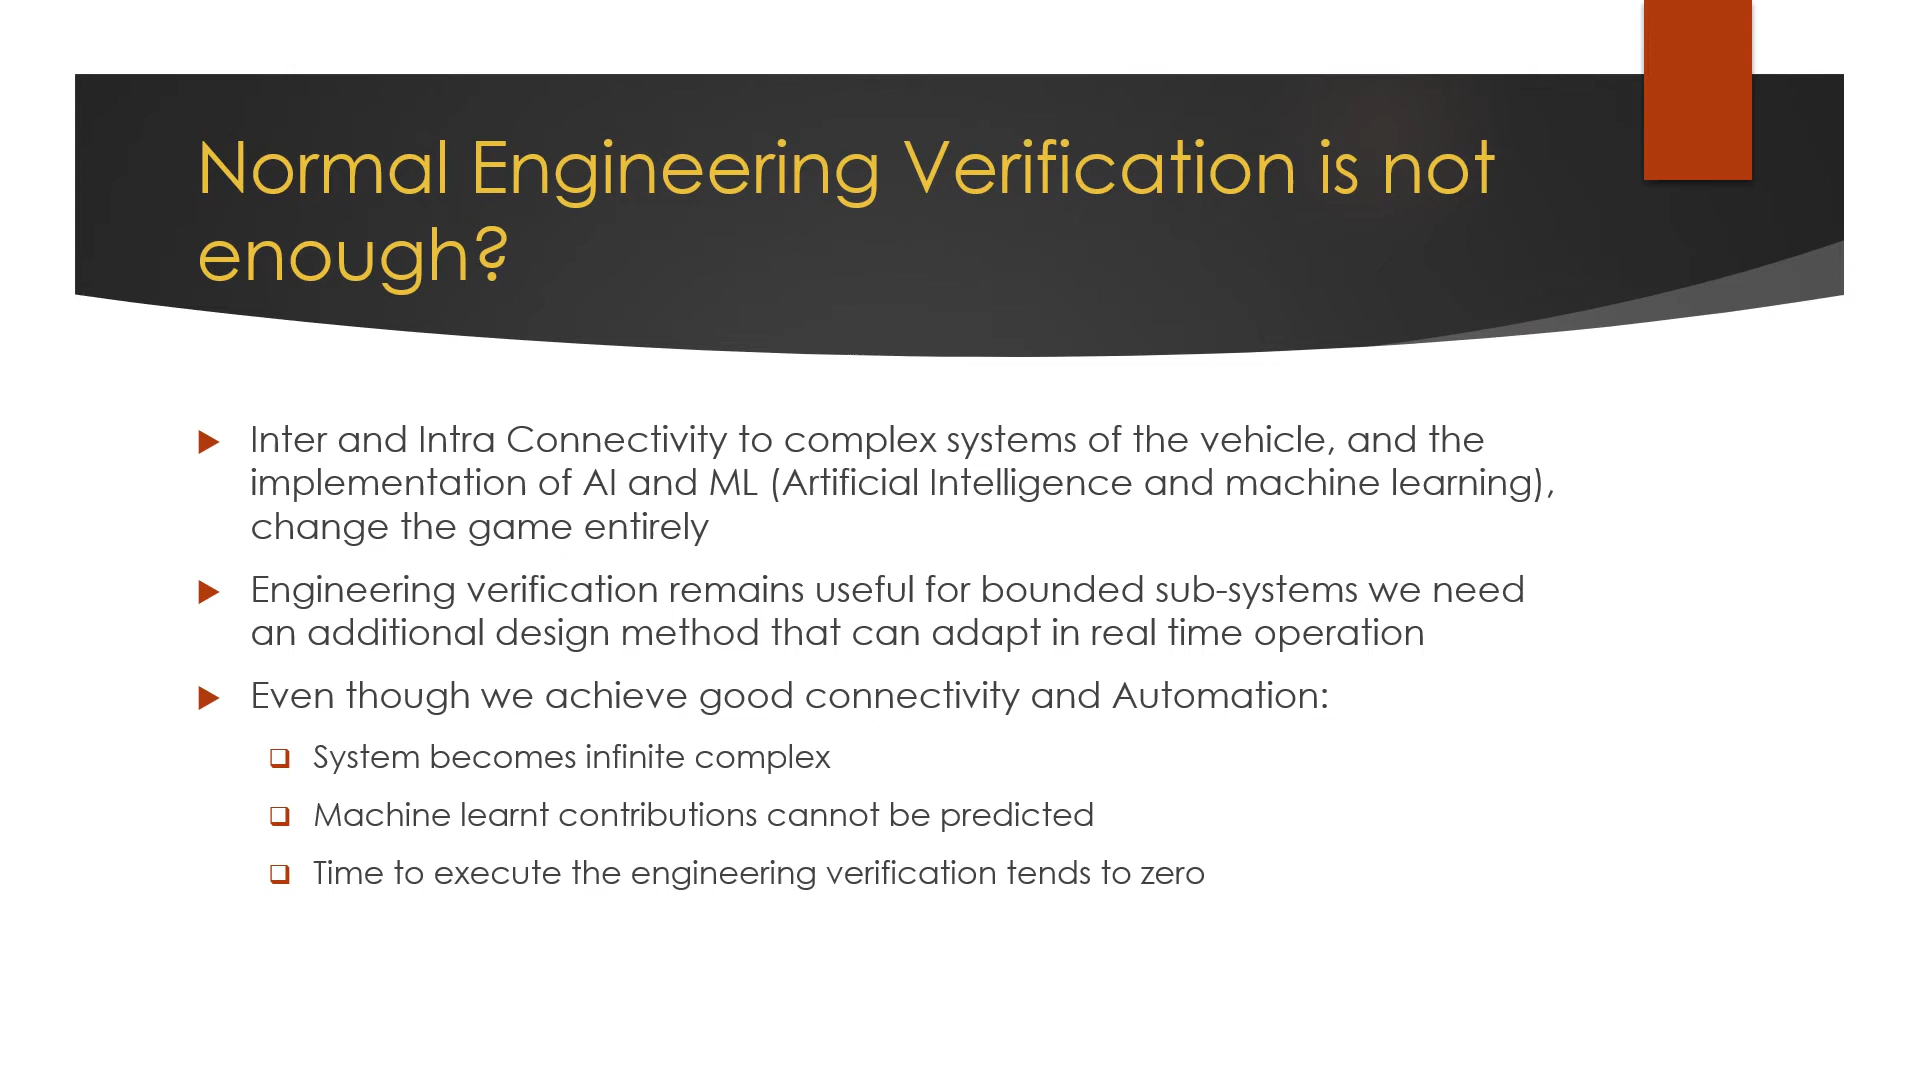 Normal Engineering Verification is not
enough?
Inter and Intra Connectivity to complex systems of the vehicle, and the
implementation of AI and ML (Artificial Intelligence and machine learning),
change the game entirely
Engineering verification remains useful for bounded sub-systems we need
an additional design method that can adapt in real time operation
Even though we achieve good connectivity and Automation:
System becomes infinite complex
Machine learnt contributions cannot be predicted
Time to execute the engineering verification tends to zero